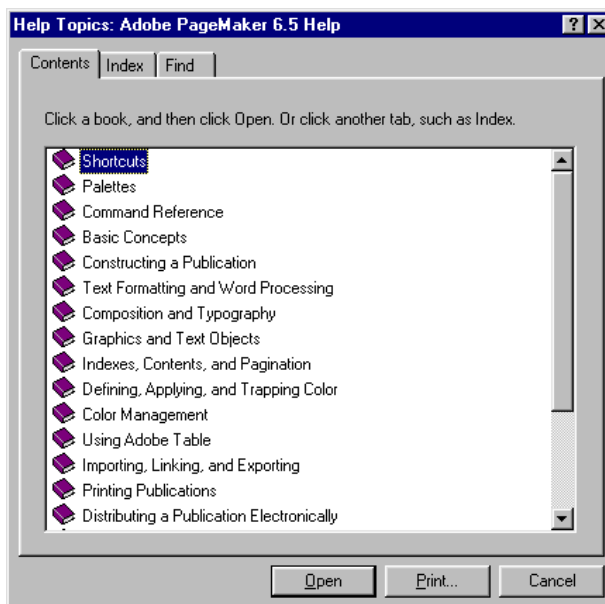 Help Topics: Adobe PageMaker 6.5 Help
Contents Index Find
Click a book, and then click Open. Or click another tab, such as Index.
Shortcuts
Palettes
Command Reference
Basic Concepts
Constructing a Publication
Text Formatting and Word Processing
Composition and Typography
Graphics and Text Objects
Indexes, Contents, and Pagination
Defining, Applying, and Trapping Color
Color Management
Using Adobe Table
Importing, Linking, and Exporting
Printing Publications
Distributing a Publication Electronically
Open Print... Cancel